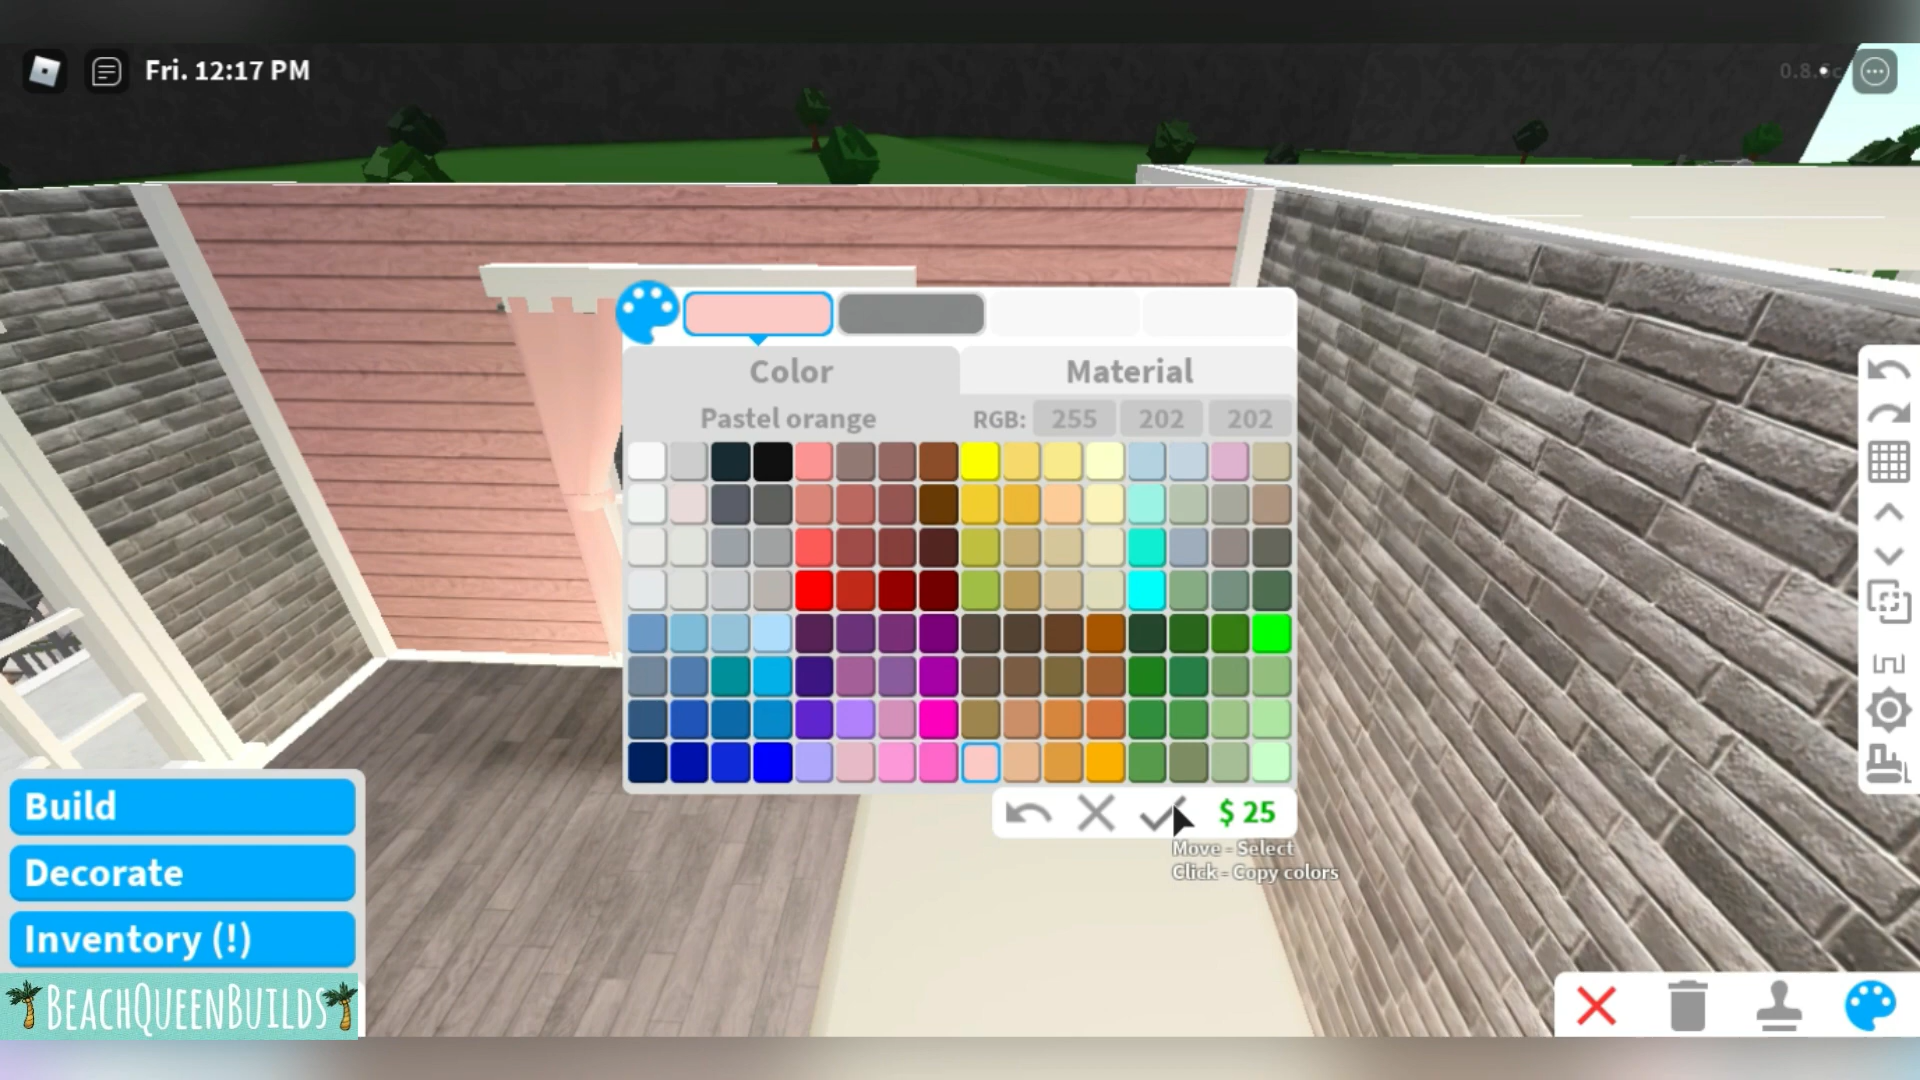 Fri. 12:17 PM
Color
Material
Pastel orange
RGB: 255 202 202
$ 25
Move - Select
Click - Copy colors
Build
Decorate
Inventory (!)
BEACHQUEENBUILDS